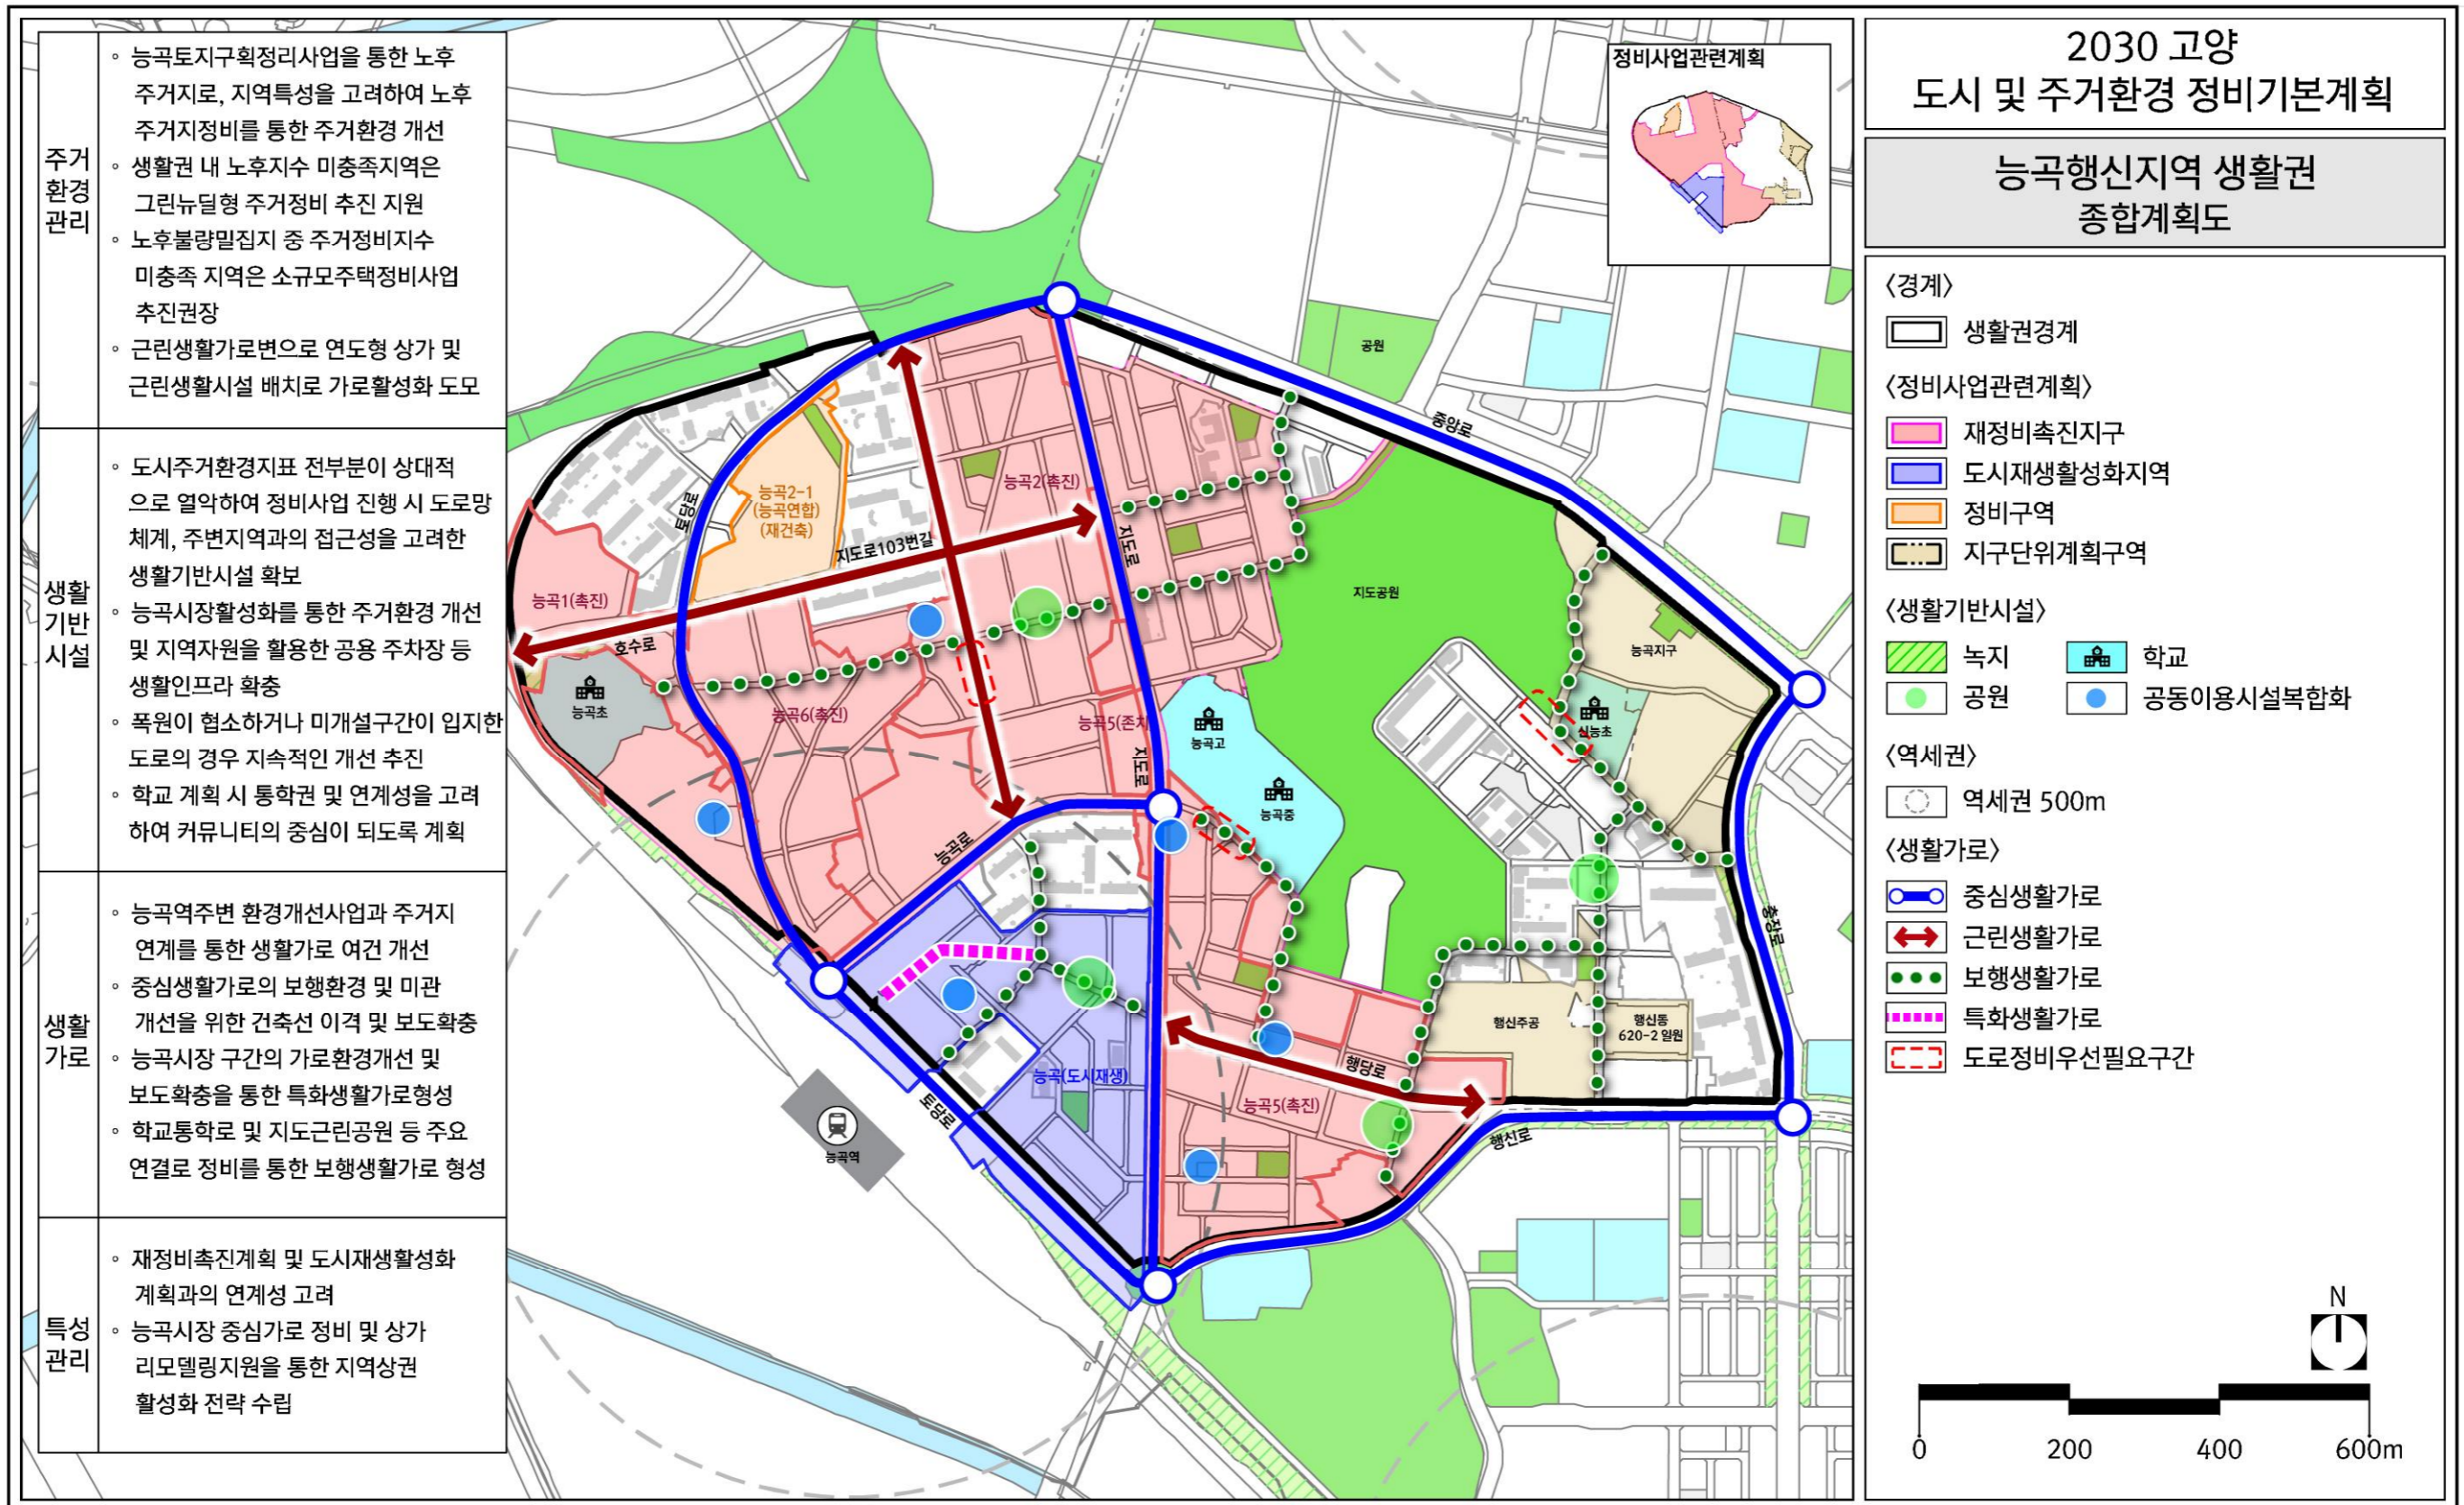 주거
환경
관리
◦ 능곡토지구획정리사업을 통한 노후
주거지로, 지역특성을 고려하여 노후
주거지정비를 통한 주거환경 개선
◦ 생활권 내 노후지수 미충족지역은
그린뉴딜형 주거정비 추진 지원
◦ 노후불량밀집지 중 주거정비지수
미충족 지역은 소규모주택정비사업
추진권장
◦ 근린생활가로변으로 연도형 상가 및
근린생활시설 배치로 가로활성화 도모
생활
기반
시설
◦ 도시주거환경지표 전부분이 상대적
으로 열악하여 정비사업 진행 시 도로망
체계, 주변지역과의 접근성을 고려한
생활기반시설 확보
◦ 능곡시장활성화를 통한 주거환경 개선
및 지역자원을 활용한 공용 주차장 등
생활인프라 확충
◦ 폭원이 협소하거나 미개설구간이 입지한
도로의 경우 지속적인 개선 추진
◦ 학교 계획 시 통학권 및 연계성을 고려
하여 커뮤니티의 중심이 되도록 계획
생활
가로
◦ 능곡역주변 환경개선사업과 주거지
연계를 통한 생활가로 여건 개선
◦ 중심생활가로의 보행환경 및 미관
개선을 위한 건축선 이격 및 보도확충
◦ 능곡시장 구간의 가로환경개선 및
보도확충을 통한 특화생활가로형성
◦ 학교통학로 및 지도근린공원 등 주요
연결로 정비를 통한 보행생활가로 형성
특성
관리
◦ 재정비촉진계획 및 도시재생활성화
계획과의 연계성 고려
◦ 능곡시장 중심가로 정비 및 상가
리모델링지원을 통한 지역상권
활성화 전략 수립
정비사업관련계획
공원
중앙로
능곡2(촉진)
능곡2-1
(능곡연합)
(재건축)
토당로
지도로103번길
지도로
능곡1(촉진)
지도공원
호수로
능곡지구
능곡초
능곡6(촉진)
능곡5(존치
신능초
능곡고
지도로
능곡중
능곡로
충장로
행신주공
행신동
620-2 일원
행당로
능곡(도시재생)
능곡5(촉진)
토당로
행신로
능곡역
2030 고양
도시 및 주거환경 정비기본계획
능곡행신지역 생활권
종합계획도
〈경계〉
생활권경계
〈정비사업관련계획〉
재정비촉진지구
도시재생활성화지역
정비구역
지구단위계획구역
〈생활기반시설〉
녹지 학교
공원 공동이용시설복합화
〈역세권〉
역세권 500m
〈생활가로〉
중심생활가로
근린생활가로
보행생활가로
특화생활가로
도로정비우선필요구간
N
0 200 400 600m